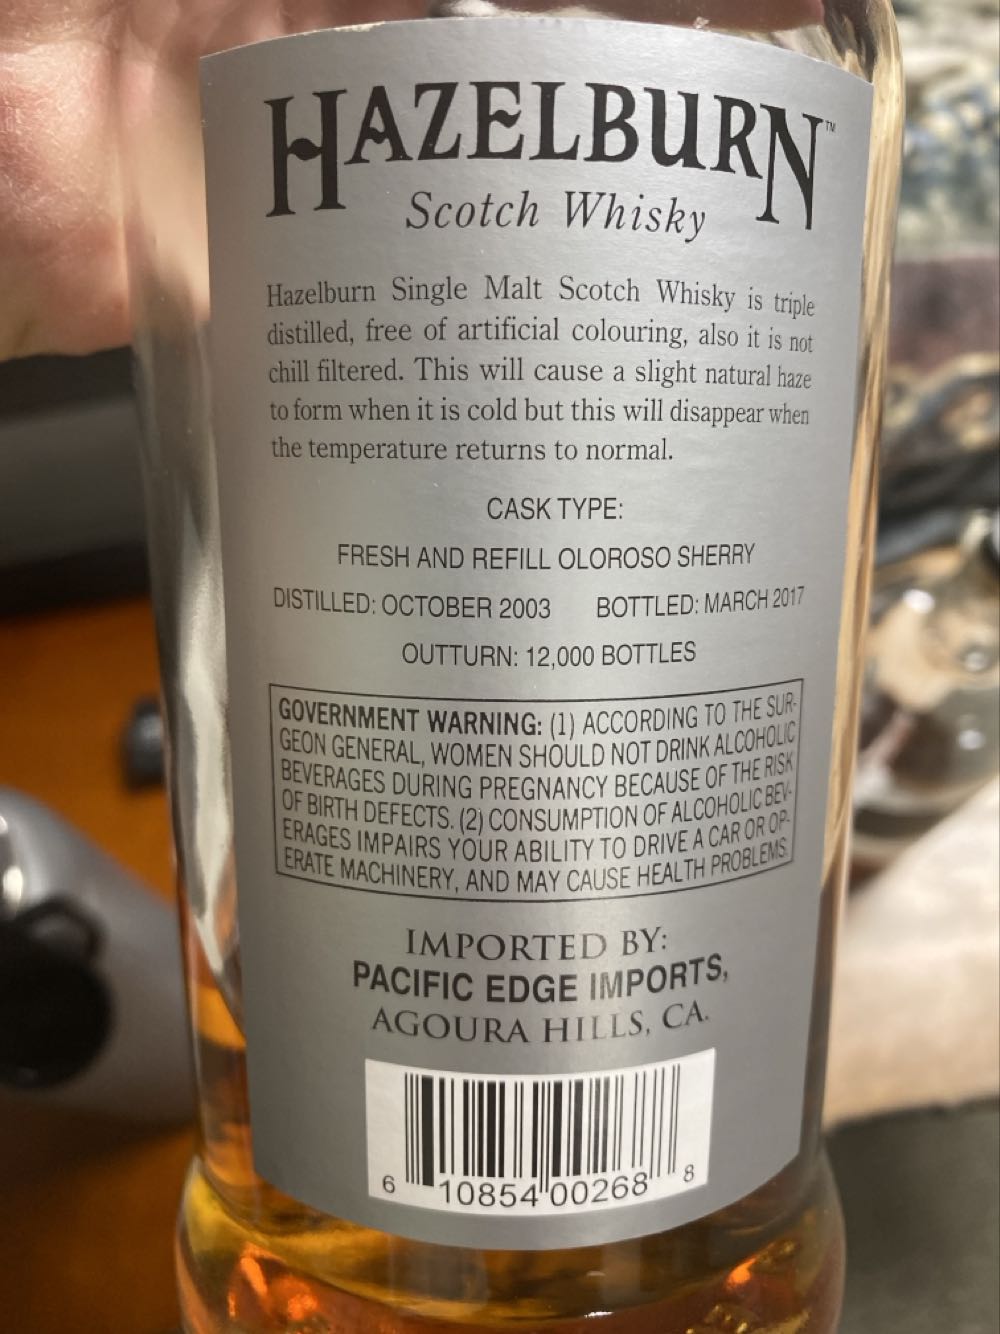 HAZELBURN™
Scotch Whisky
Hazelburn Single Malt Scotch Whisky is triple
distilled, free of artificial colouring, also it is not
chill filtered. This will cause a slight natural haze
to form when it is cold but this will disappear when
the temperature returns to normal.
CASK TYPE:
FRESH AND REFILL OLOROSO SHERRY
DISTILLED: OCTOBER 2003 BOTTLED: MARCH 2017
OUTTURN: 12,000 BOTTLES
GOVERNMENT WARNING: (1) ACCORDING TO THE SUR-
GEON GENERAL, WOMEN SHOULD NOT DRINK ALCOHOLIC
BEVERAGES DURING PREGNANCY BECAUSE OF THE RISK
OF BIRTH DEFECTS. (2) CONSUMPTION OF ALCOHOLIC BEV-
ERAGES IMPAIRS YOUR ABILITY TO DRIVE A CAR OR OP-
ERATE MACHINERY, AND MAY CAUSE HEALTH PROBLEMS.
IMPORTED BY:
PACIFIC EDGE IMPORTS,
AGOURA HILLS, CA.
6 10854 00268 8